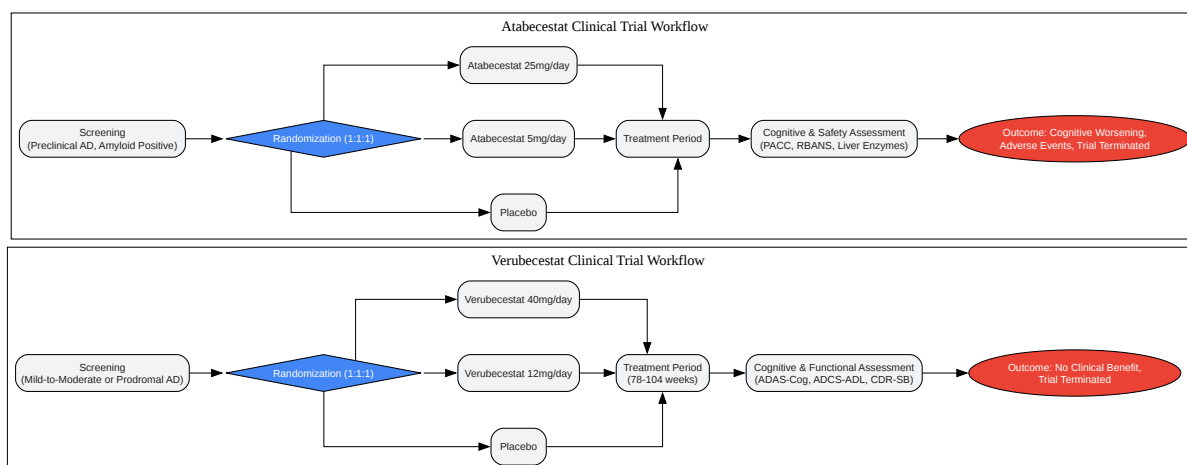 Atabecestat Clinical Trial Workflow
Atabecestat 25mg/day
Screening
(Preclinical AD, Amyloid Positive)
Randomization (1:1:1)
Atabecestat 5mg/day
Treatment Period
Cognitive & Safety Assessment
(PACC, RBANS, Liver Enzymes)
Outcome: Cognitive Worsening,
Adverse Events, Trial Terminated
Placebo
Verubecestat Clinical Trial Workflow
Verubecestat 40mg/day
Screening
(Mild-to-Moderate or Prodromal AD)
Randomization (1:1:1)
Verubecestat 12mg/day
Treatment Period
(78-104 weeks)
Cognitive & Functional Assessment
(ADAS-Cog, ADCS-ADL, CDR-SB)
Outcome: No Clinical Benefit,
Trial Terminated
Placebo